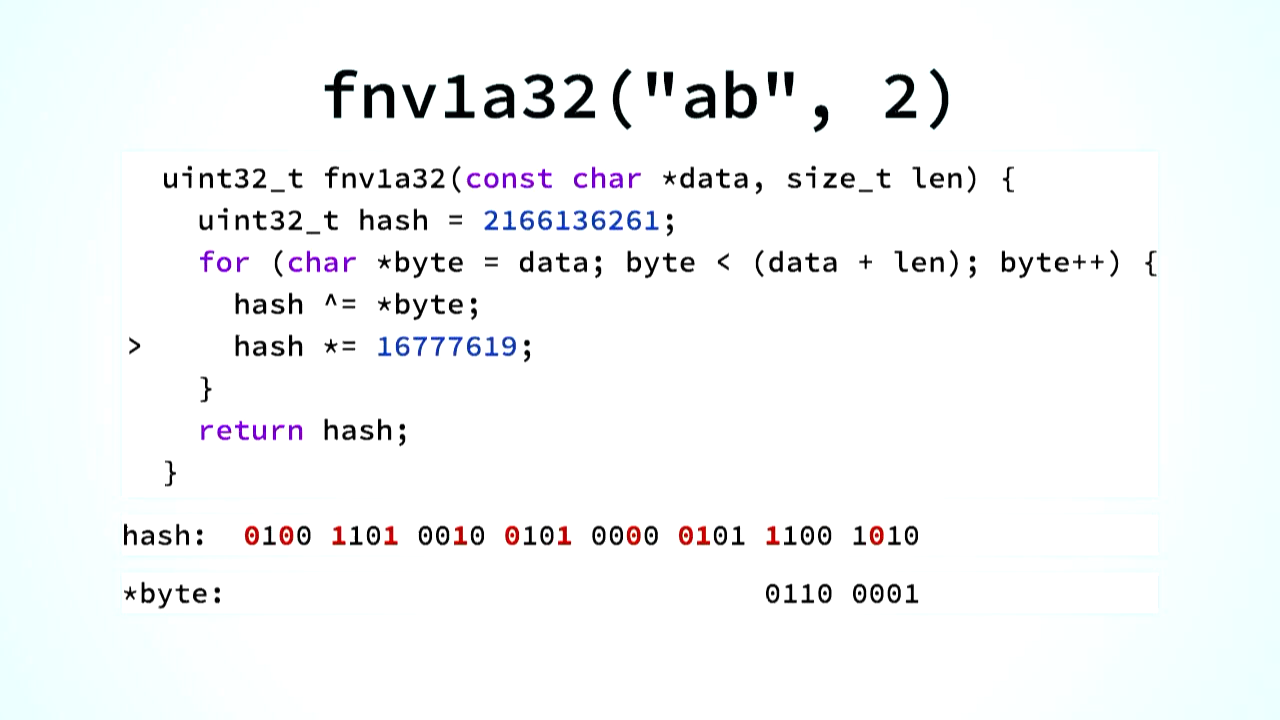 fnv1a32("ab", 2)
uint32_t fnv1a32(const char *data, size_t len) {
uint32_t hash = 2166136261;
for (char *byte = data; byte < (data + len); byte++) {
hash ^= *byte;
> hash *= 16777619;
}
return hash;
}
hash: 0100 1101 0010 0101 0000 0101 1100 1010
*byte: 0110 0001